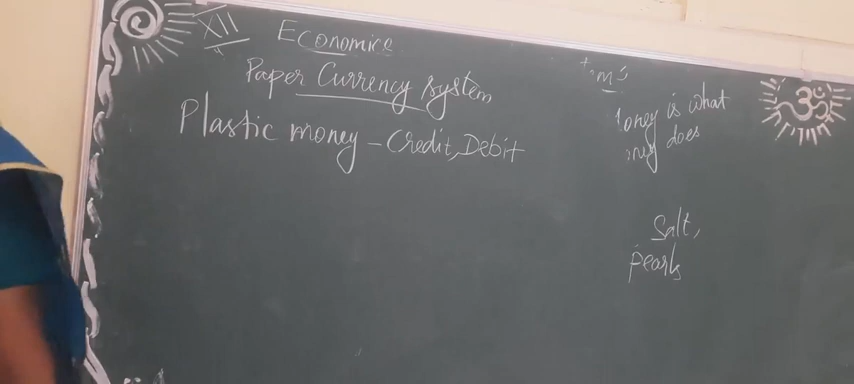 XII
Economics
Paper Currency System
Plastic money - Credit, Debit
oney is what
ney does
Salt,
pearls
ॐ